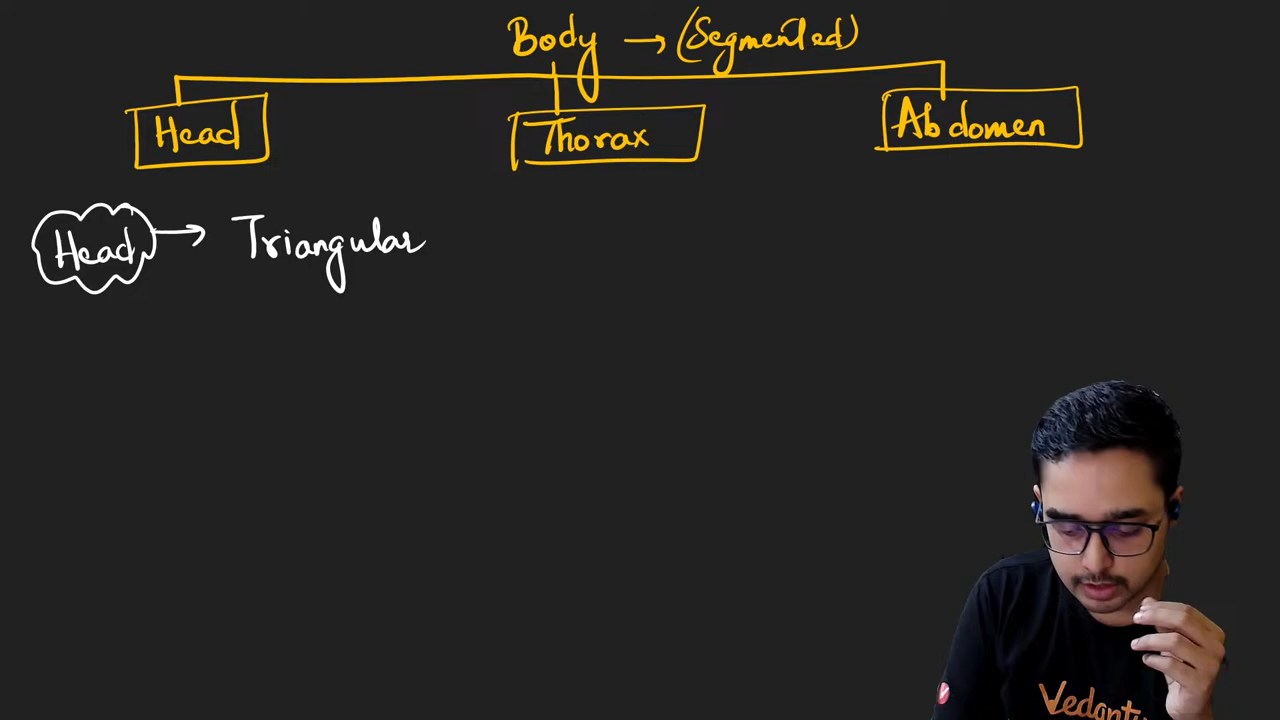 Body → (Segmented)
Head Thorax Abdomen
Head → Triangular
Vedantu